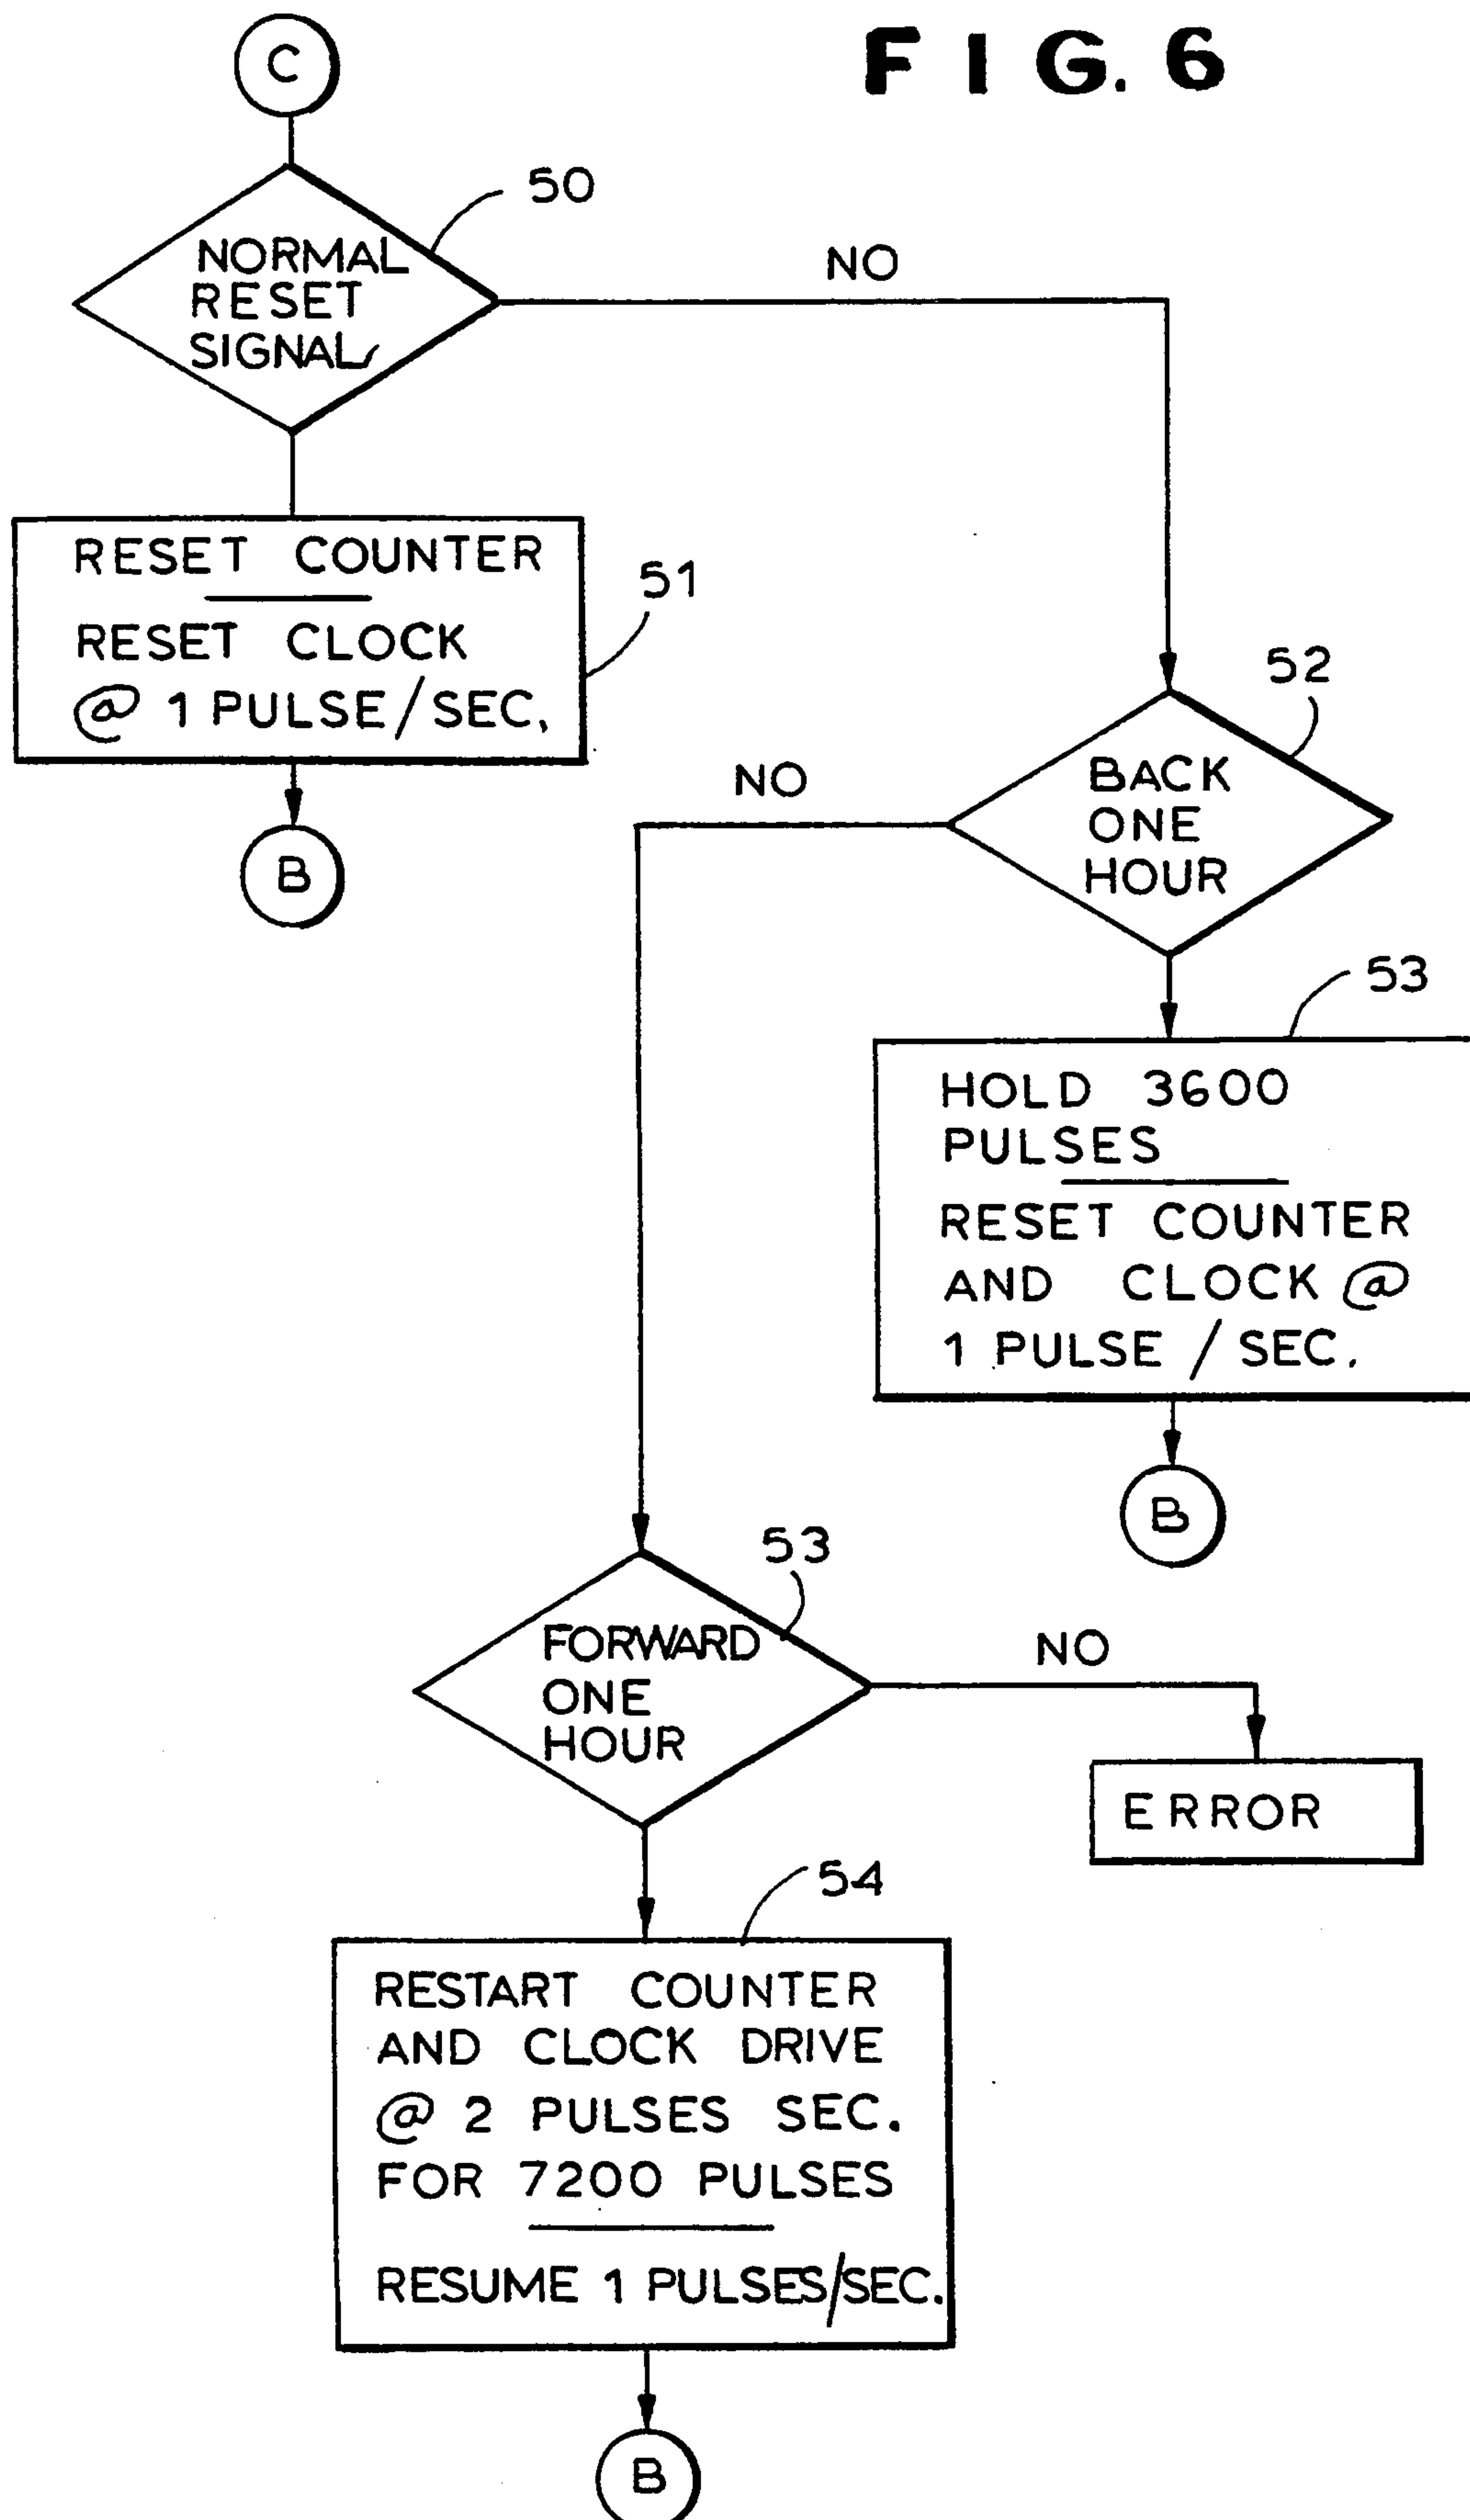 FIG. 6
C
50
NORMAL
RESET
SIGNAL
NO
RESET COUNTER
RESET CLOCK
@ 1 PULSE/SEC.
51
B
52
BACK
ONE
HOUR
NO
53
HOLD 3600
PULSES
RESET COUNTER
AND CLOCK @
1 PULSE / SEC.
B
53
FORWARD
ONE
HOUR
NO
ERROR
54
RESTART COUNTER
AND CLOCK DRIVE
@ 2 PULSES SEC.
FOR 7200 PULSES
RESUME 1 PULSES/SEC.
B